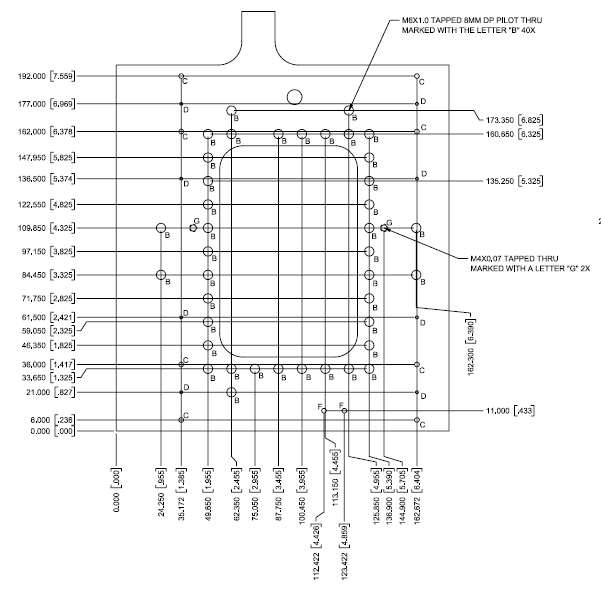 M6X1.0 TAPPED 8MM DP PILOT THRU
MARKED WITH THE LETTER "B" 40X
192.000 [7.559]
C
C
177.000 [6.969]
D
B
B
D
173.350 [6.825]
162.000 [6.378]
C
B
B
B
B
B
B
B
C
160.650 [6.325]
147.950 [5.825]
B
B
136.500 [5.374]
D
B
B
D
135.250 [5.325]
122.550 [4.825]
B
B
109.850 [4.325]
B
G
B
B
G
B
97.150 [3.825]
B
B
M4X0.07 TAPPED THRU
MARKED WITH A LETTER "G" 2X
84.450 [3.325]
B
B
B
B
71.750 [2.825]
B
B
61.500 [2.421]
D
D
59.050 [2.325]
B
B
162.300 [6.390]
46.350 [1.825]
B
B
36.000 [1.417]
C
C
33.650 [1.325]
B
B
B
B
B
B
B
B
21.000 [.827]
D
B
D
F
F
11.000 [.433]
6.000 [.236]
C
C
0.000 [.000]
0.000 [.000]
24.250 [.955]
35.172 [1.385]
49.650 [1.955]
62.350 [2.455]
75.050 [2.955]
87.750 [3.455]
100.450 [3.955]
112.422 [4.426]
113.150 [4.455]
123.422 [4.859]
125.850 [4.955]
136.900 [5.390]
144.900 [5.705]
162.672 [6.404]
2